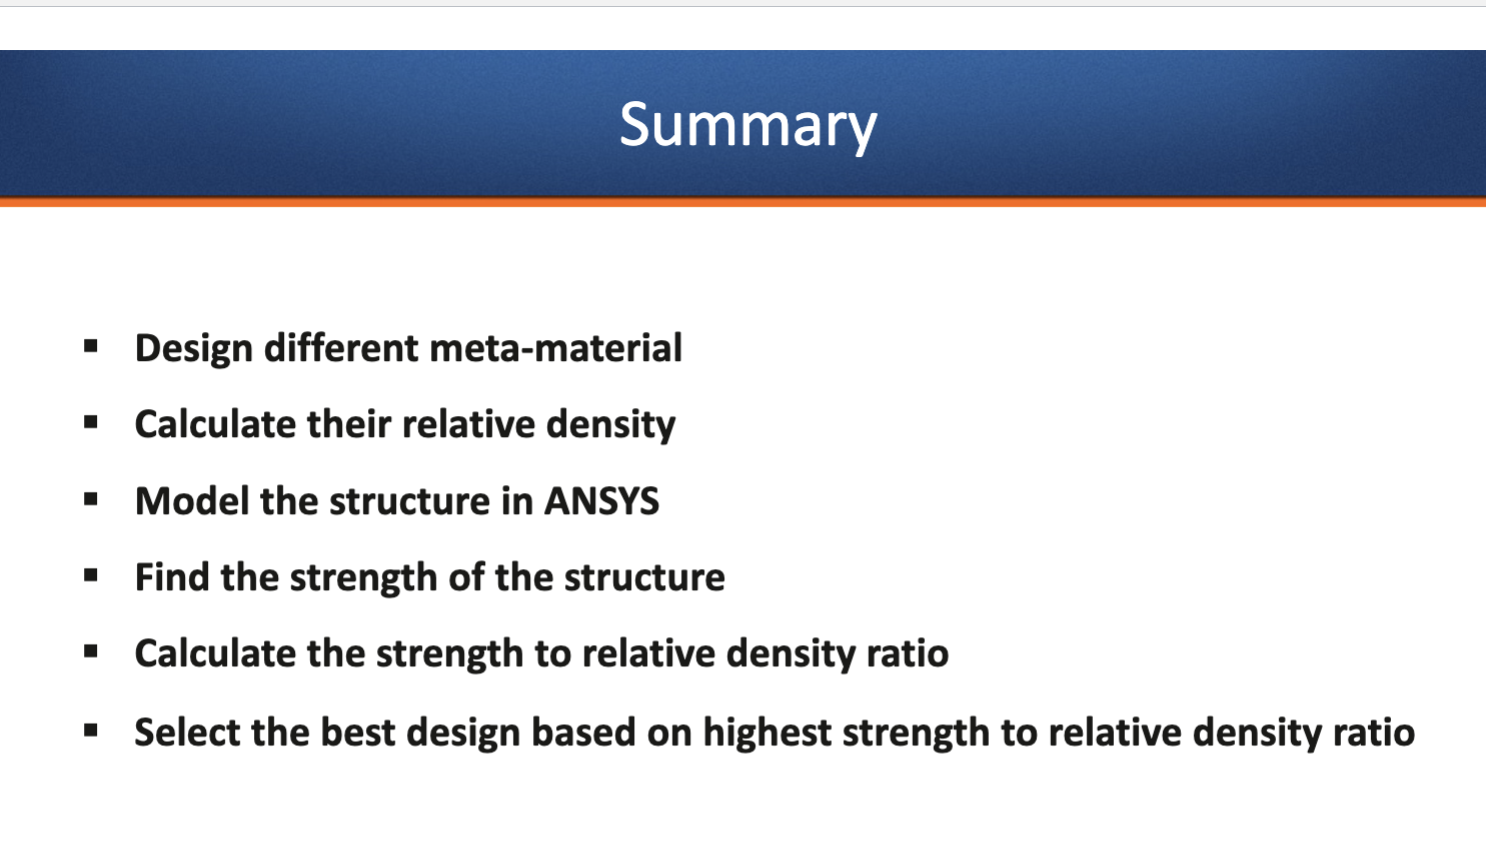 Summary
▪ Design different meta-material
▪ Calculate their relative density
▪ Model the structure in ANSYS
▪ Find the strength of the structure
▪ Calculate the strength to relative density ratio
▪ Select the best design based on highest strength to relative density ratio